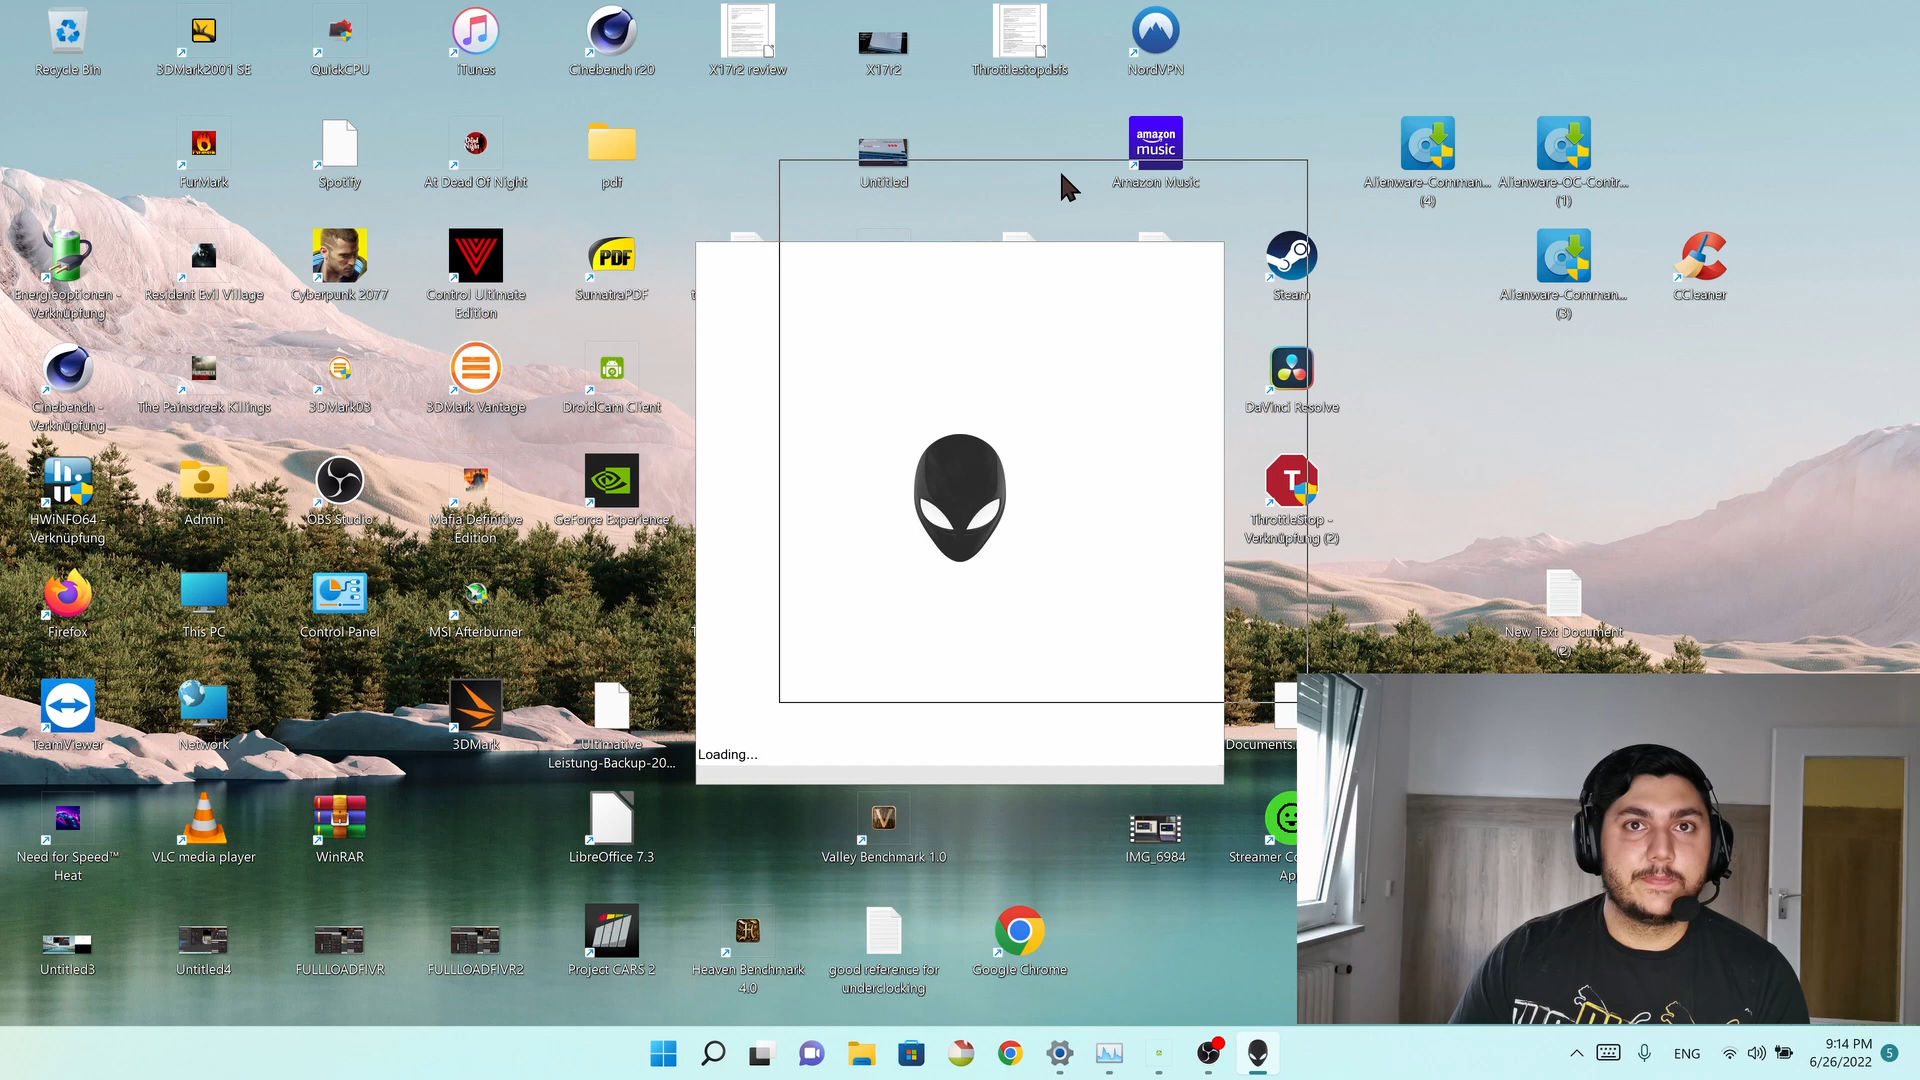 Recycle Bin
3DMark2001 SE
QuickCPU
iTunes
Cinebench r20
X17r2 review
X17r2
Throttlestopdsfs
NordVPN
FurMark
Spotify
At Dead Of Night
pdf
Untitled
amazon
music
Amazon Music
Alienware-Comman...
(4)
Alienware-OC-Contr...
(1)
Energieoptionen -
Verknüpfung
Resident Evil Village
Cyberpunk 2077
Control Ultimate
Edition
PDF
SumatraPDF
Steam
Alienware-Comman...
(3)
CCleaner
Cinebench -
Verknüpfung
The Painscreek Killings
3DMark03
3DMark Vantage
DroidCam Client
DaVinci Resolve
HWiNFO64 -
Verknüpfung
Admin
OBS Studio
Mafia Definitive
Edition
GeForce Experience
T
ThrottleStop -
Verknüpfung (2)
Firefox
This PC
Control Panel
MSI Afterburner
New Text Document
(2)
TeamViewer
Network
3DMark
Ultimative
Leistung-Backup-20...
Loading...
Need for Speed™
Heat
VLC media player
WinRAR
LibreOffice 7.3
Valley Benchmark 1.0
IMG_6984
Untitled3
Untitled4
FULLLOADFIVR
FULLLOADFIVR2
Project CARS 2
Heaven Benchmark
4.0
good reference for
underclocking
Google Chrome
ENG
9:14 PM
6/26/2022
5